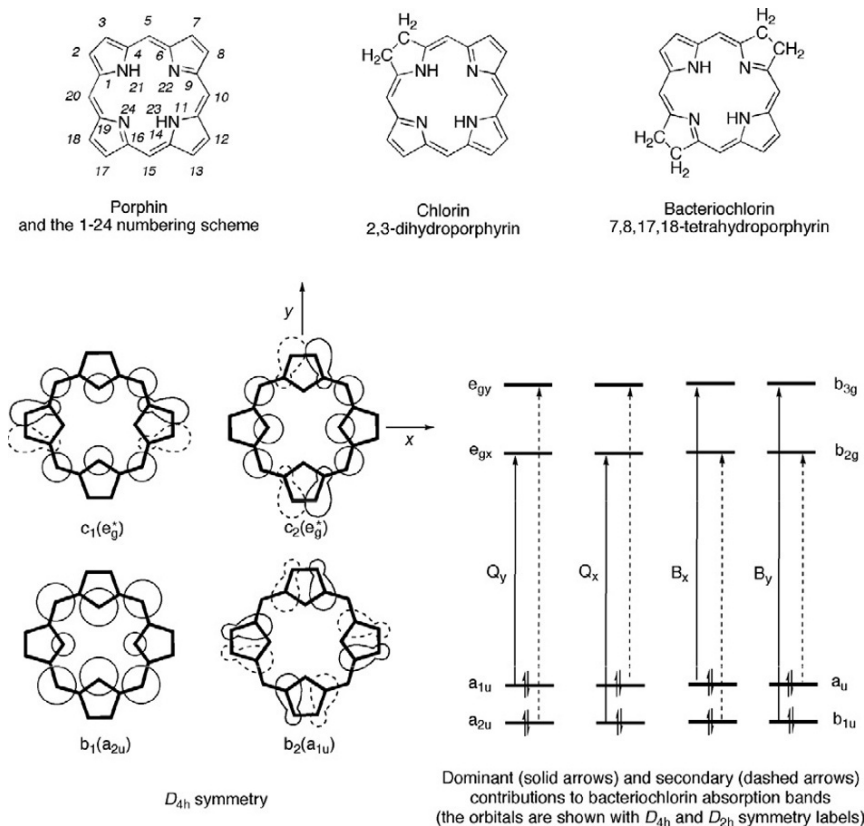 3 5 7
2 4 6 8
NH N
1 21 22 9
20 10
24 23 11
N HN
19 14
18 16 12
17 15 13
Porphin
and the 1-24 numbering scheme
H2
C
H2C
NH N
N HN
Chlorin
2,3-dihydroporphyrin
H2
C
CH2
NH N
N HN
H2C
C
H2
Bacteriochlorin
7,8,17,18-tetrahydroporphyrin
y
x
c1(eg*)
c2(eg*)
b1(a2u)
b2(a1u)
D4h symmetry
egy b3g
egx b2g
Qy Qx Bx By
a1u au
a2u b1u
Dominant (solid arrows) and secondary (dashed arrows)
contributions to bacteriochlorin absorption bands
(the orbitals are shown with D4h and D2h symmetry labels)